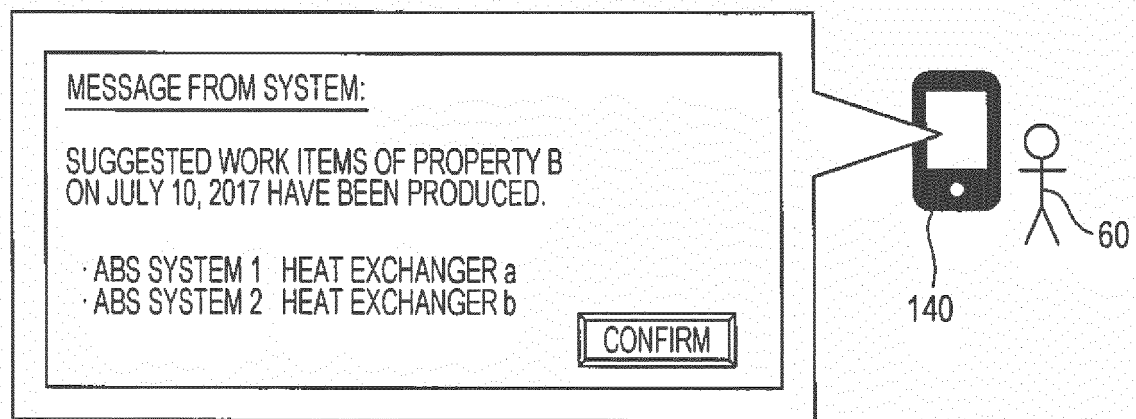 MESSAGE FROM SYSTEM:
SUGGESTED WORK ITEMS OF PROPERTY B
ON JULY 10, 2017 HAVE BEEN PRODUCED.
· ABS SYSTEM 1 HEAT EXCHANGER a
· ABS SYSTEM 2 HEAT EXCHANGER b
CONFIRM
140
60